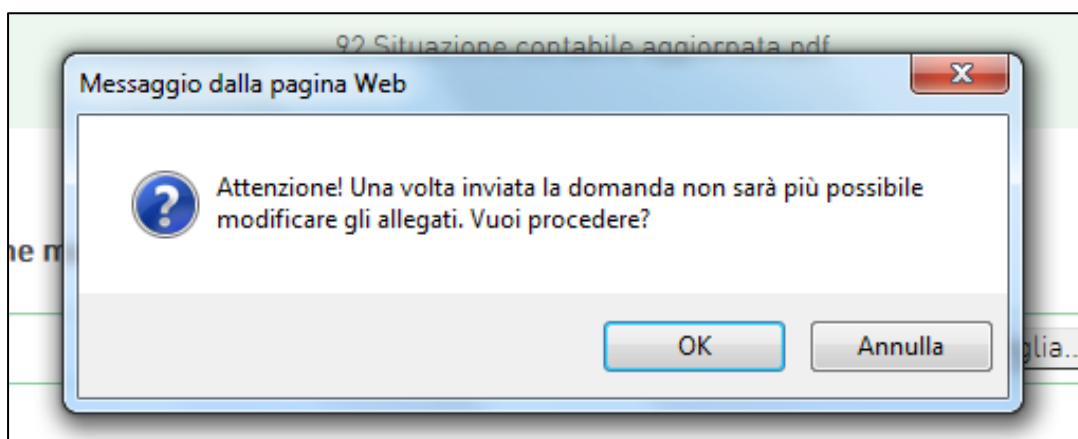 92 Situazione contabile aggiornata.pdf
Messaggio dalla pagina Web
Attenzione! Una volta inviata la domanda non sarà più possibile
modificare gli allegati. Vuoi procedere?
OK
Annulla